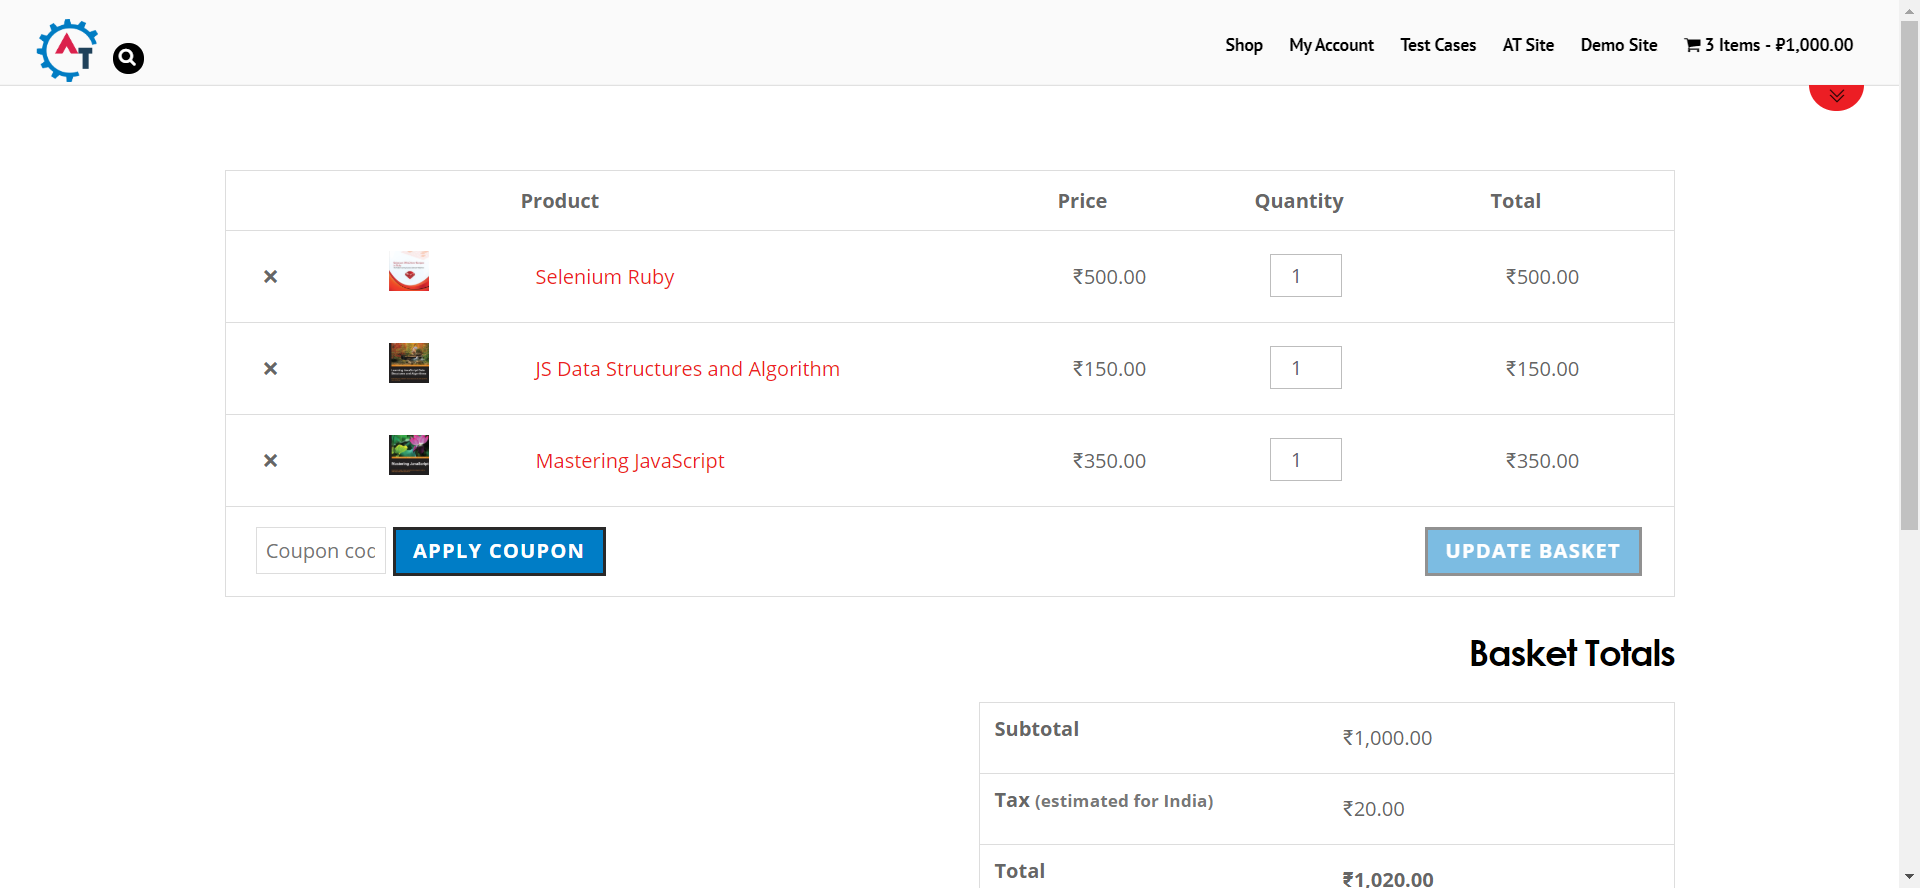 AT
Shop My Account Test Cases AT Site Demo Site 3 Items - ₽1,000.00
Product Price Quantity Total
× Selenium Ruby ₹500.00 1 ₹500.00
× JS Data Structures and Algorithm ₹150.00 1 ₹150.00
× Mastering JavaScript ₹350.00 1 ₹350.00
Coupon coc APPLY COUPON UPDATE BASKET
Basket Totals
Subtotal ₹1,000.00
Tax (estimated for India) ₹20.00
Total ₹1,020.00